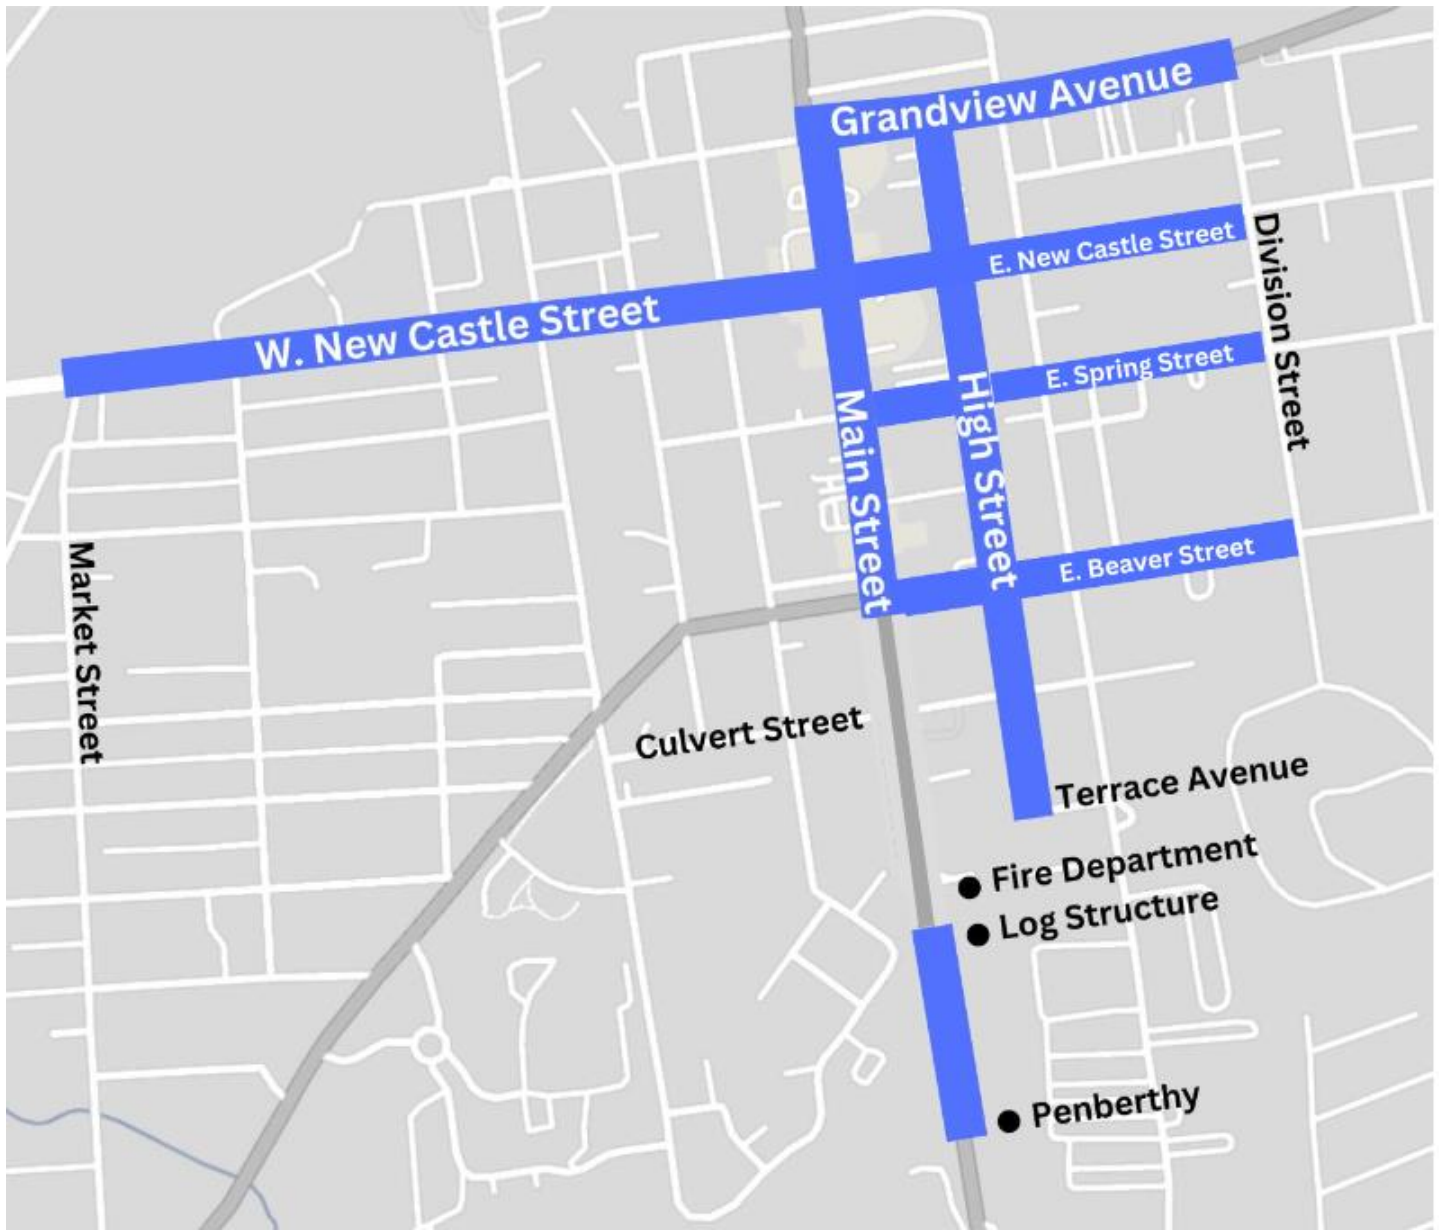 Grandview Avenue
E. New Castle Street
Division Street
W. New Castle Street
E. Spring Street
Main Street
High Street
E. Beaver Street
Market Street
Culvert Street
Terrace Avenue
Fire Department
Log Structure
Penberthy